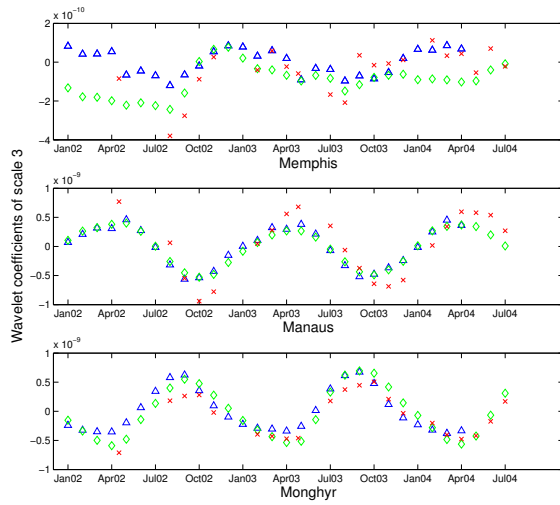 x 10⁻¹⁰
2
0
−2
−4
Jan02 Apr02 Jul02 Oct02 Jan03 Apr03 Jul03 Oct03 Jan04 Apr04 Jul04
Memphis
x 10⁻⁹
1
0.5
0
−0.5
−1
Jan02 Apr02 Jul02 Oct02 Jan03 Apr03 Jul03 Oct03 Jan04 Apr04 Jul04
Manaus
Wavelet coefficients of scale 3
x 10⁻⁹
1
0.5
0
−0.5
−1
Jan02 Apr02 Jul02 Oct02 Jan03 Apr03 Jul03 Oct03 Jan04 Apr04 Jul04
Monghyr